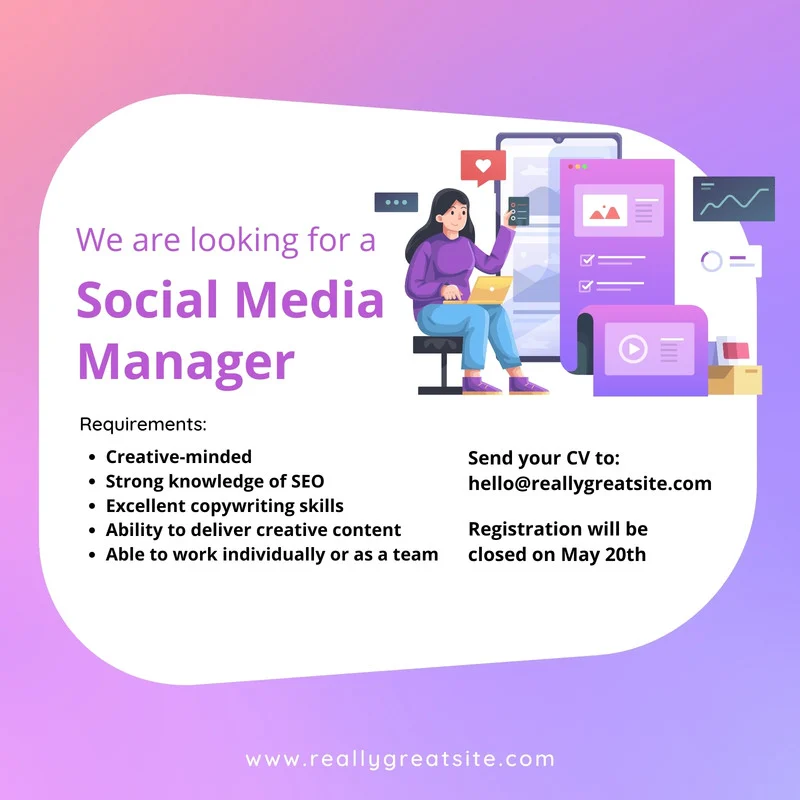 We are looking for a
Social Media
Manager
Requirements:
• Creative-minded
• Strong knowledge of SEO
• Excellent copywriting skills
• Ability to deliver creative content
• Able to work individually or as a team
Send your CV to:
hello@reallygreatsite.com
Registration will be
closed on May 20th
www.reallygreatsite.com